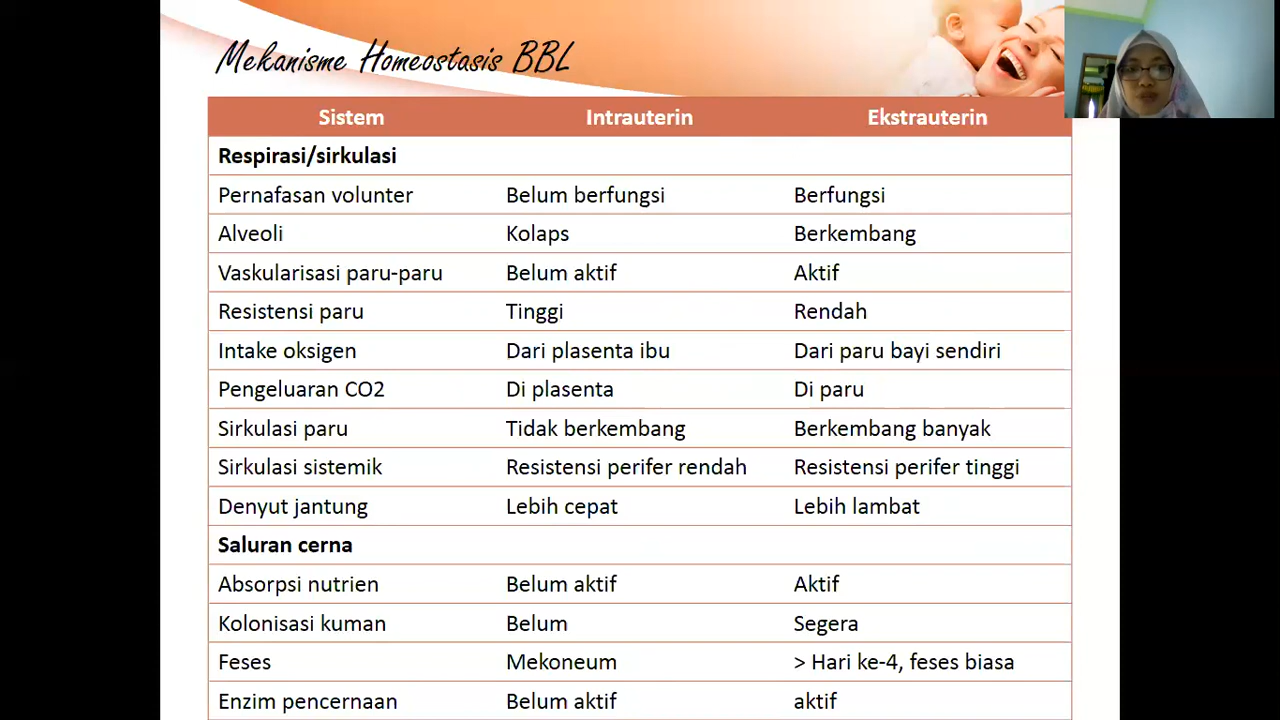 Mekanisme Homeostasis BBL
Sistem Intrauterin Ekstrauterin
Respirasi/sirkulasi
Pernafasan volunter Belum berfungsi Berfungsi
Alveoli Kolaps Berkembang
Vaskularisasi paru-paru Belum aktif Aktif
Resistensi paru Tinggi Rendah
Intake oksigen Dari plasenta ibu Dari paru bayi sendiri
Pengeluaran CO2 Di plasenta Di paru
Sirkulasi paru Tidak berkembang Berkembang banyak
Sirkulasi sistemik Resistensi perifer rendah Resistensi perifer tinggi
Denyut jantung Lebih cepat Lebih lambat
Saluran cerna
Absorpsi nutrien Belum aktif Aktif
Kolonisasi kuman Belum Segera
Feses Mekoneum > Hari ke-4, feses biasa
Enzim pencernaan Belum aktif aktif